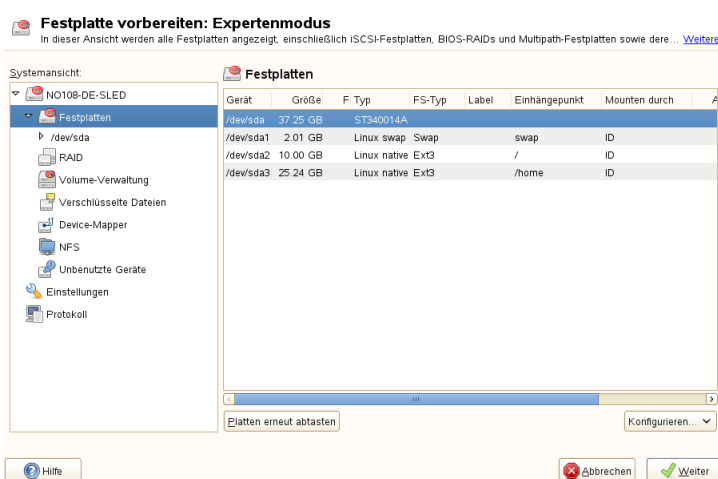 Festplatte vorbereiten: Expertenmodus
In dieser Ansicht werden alle Festplatten angezeigt, einschließlich iSCSI-Festplatten, BIOS-RAIDs und Multipath-Festplatten sowie dere... Weitere
Systemansicht:
NO108-DE-SLED
Festplatten
/dev/sda
RAID
Volume-Verwaltung
Verschlüsselte Dateien
Device-Mapper
NFS
Unbenutzte Geräte
Einstellungen
Protokoll
Festplatten
Gerät Größe F Typ FS-Typ Label Einhängepunkt Mounten durch A
/dev/sda 37.25 GB ST340014A
/dev/sda1 2.01 GB Linux swap Swap swap ID
/dev/sda2 10.00 GB Linux native Ext3 / ID
/dev/sda3 25.24 GB Linux native Ext3 /home ID
Platten erneut abtasten
Konfigurieren...
Hilfe
Abbrechen
Weiter